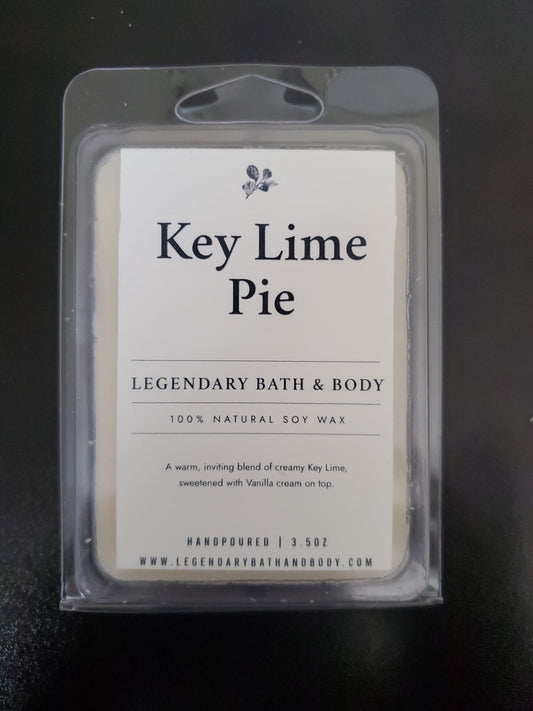 Key Lime
Pie
LEGENDARY BATH & BODY
100% NATURAL SOY WAX
A warm, inviting blend of creamy Key Lime,
sweetened with Vanilla cream on top.
HANDPOURED | 3.5OZ
WWW.LEGENDARYBATHANDBODY.COM